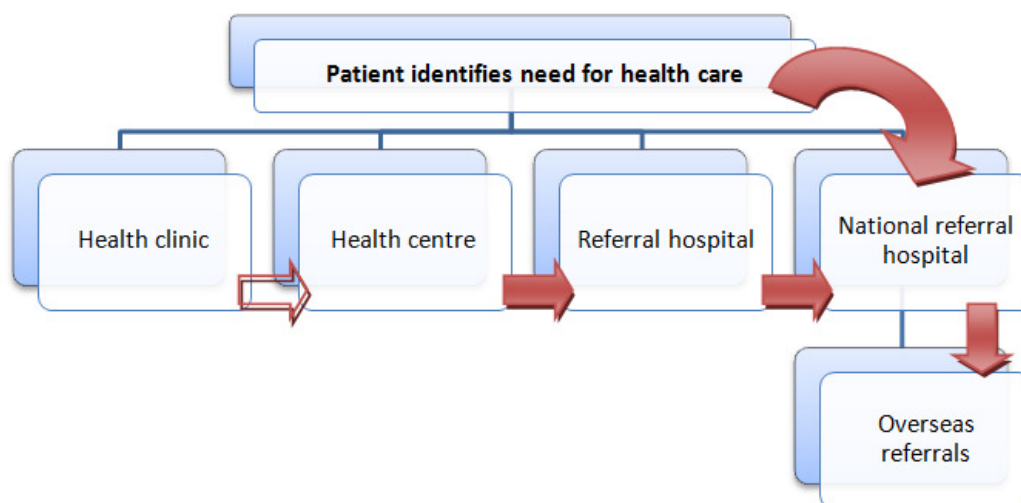 Patient identifies need for health care
Health clinic
Health centre
Referral hospital
National referral
hospital
Overseas
referrals